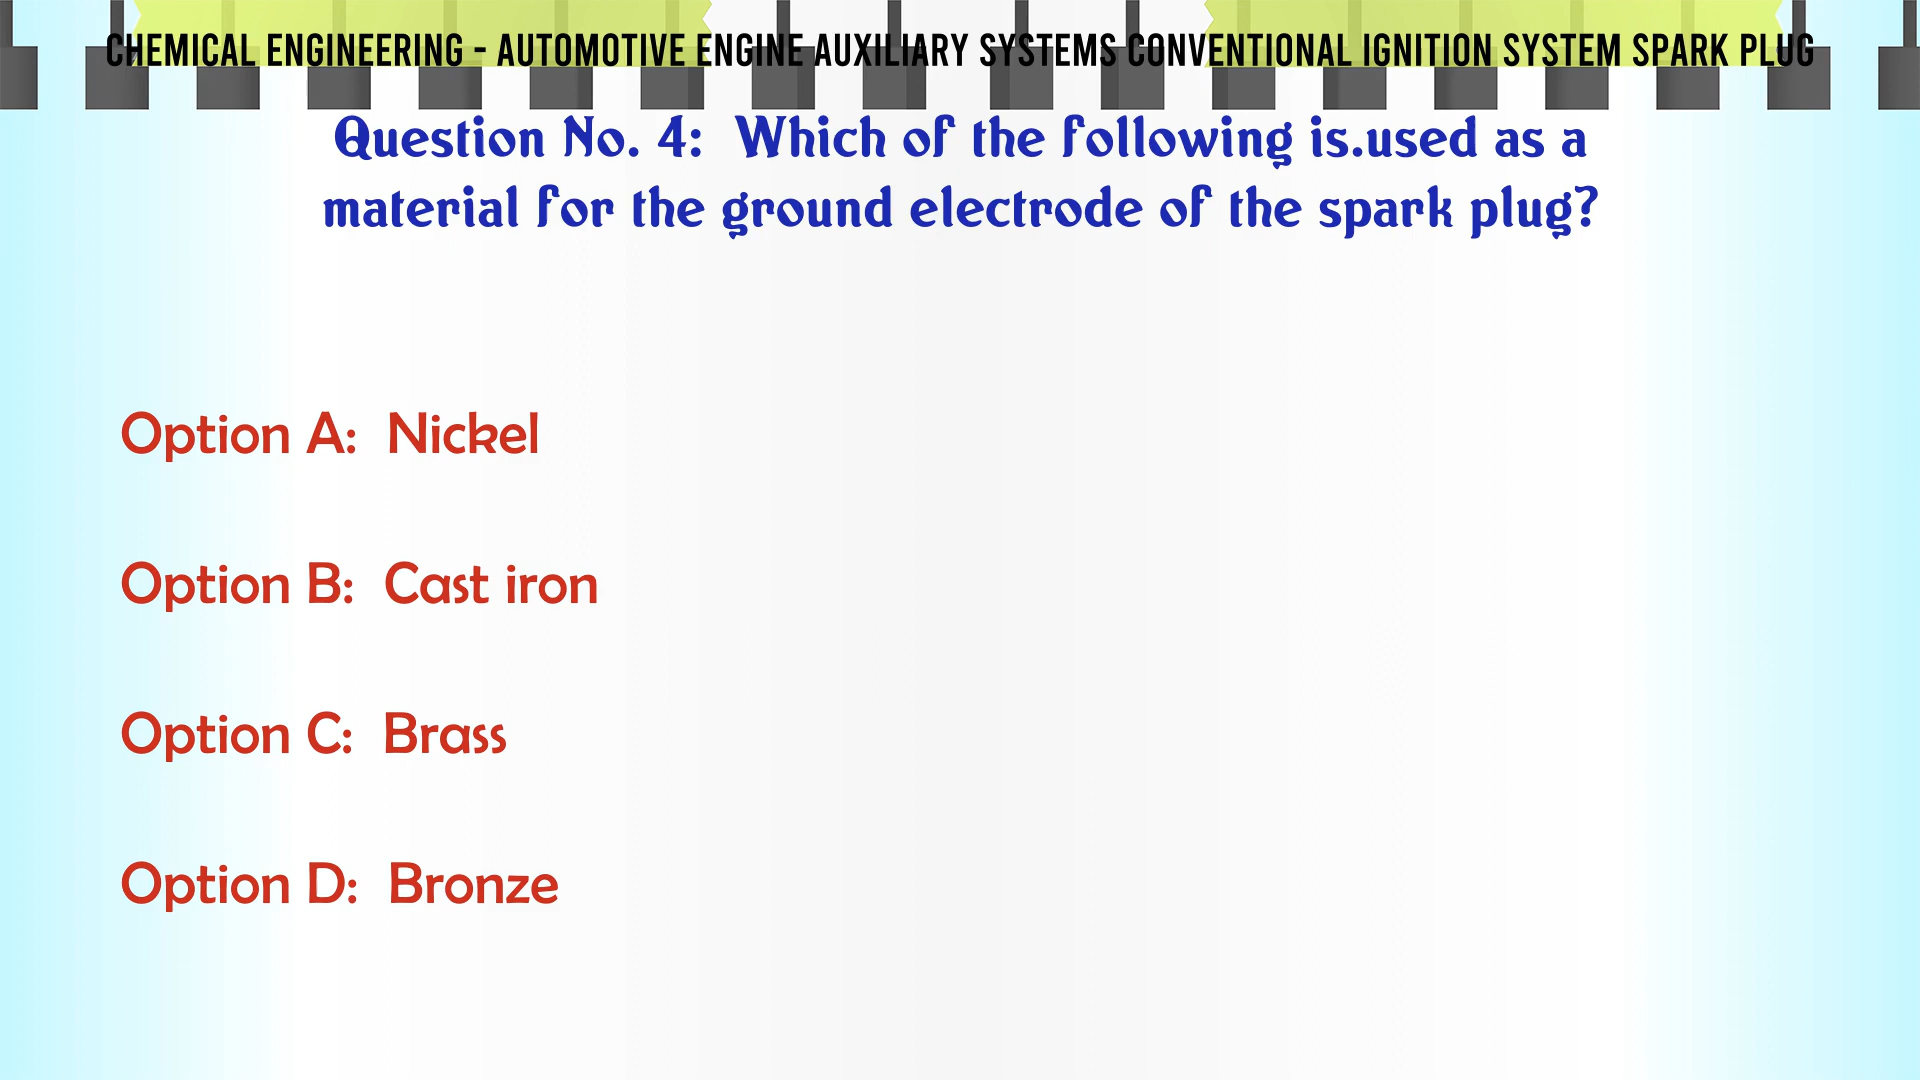 CHEMICAL ENGINEERING - AUTOMOTIVE ENGINE AUXILIARY SYSTEMS CONVENTIONAL IGNITION SYSTEM SPARK PLUG
Question No. 4: Which of the following is.used as a
material for the ground electrode of the spark plug?
Option A: Nickel
Option B: Cast iron
Option C: Brass
Option D: Bronze